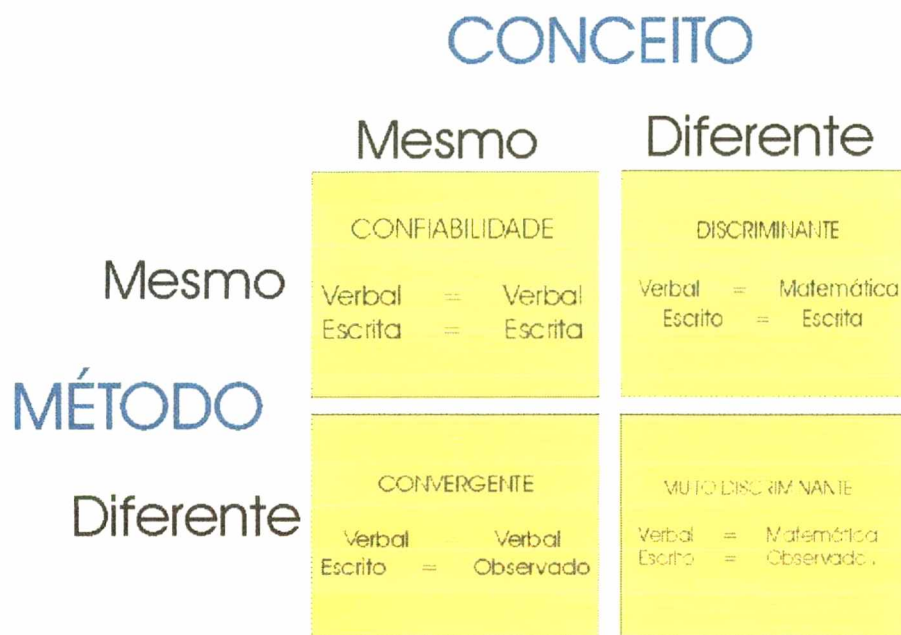 CONCEITO
Mesmo Diferente
Mesmo
CONFIABILIDADE
Verbal = Verbal
Escrita = Escrita
DISCRIMINANTE
Verbal = Matemática
Escrito = Escrita
MÉTODO
Diferente
CONVERGENTE
Verbal Verbal
Escrito = Observado
MUITO DISCRIMINANTE
Verbal = Matemática
Escrito = Observado.